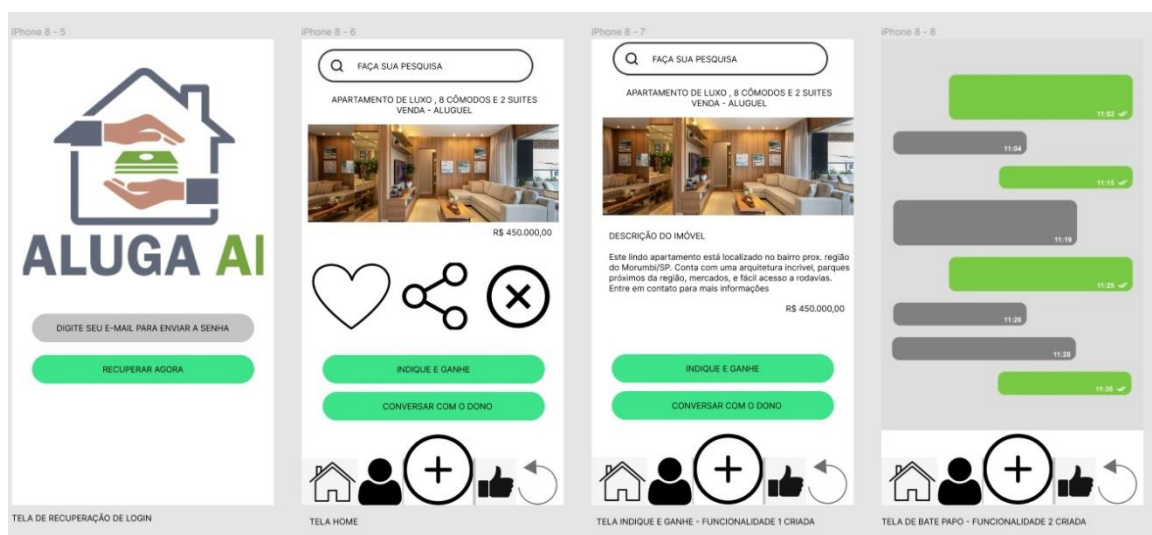 iPhone 8 - 5
ALUGA AI
DIGITE SEU E-MAIL PARA ENVIAR A SENHA
RECUPERAR AGORA
TELA DE RECUPERAÇÃO DE LOGIN
iPhone 8 - 6
FAÇA SUA PESQUISA
APARTAMENTO DE LUXO , 8 CÔMODOS E 2 SUITES
VENDA - ALUGUEL
R$ 450.000,00
INDIQUE E GANHE
CONVERSAR COM O DONO
TELA HOME
iPhone 8 - 7
FAÇA SUA PESQUISA
APARTAMENTO DE LUXO , 8 CÔMODOS E 2 SUITES
VENDA - ALUGUEL
DESCRIÇÃO DO IMÓVEL
Este lindo apartamento está localizado no bairro prox. região
do Morumbi/SP. Conta com uma arquitetura incrivel, parques
próximos da região, mercados, e fácil acesso a rodavias.
Entre em contato para mais informações
R$ 450.000,00
INDIQUE E GANHE
CONVERSAR COM O DONO
TELA INDIQUE E GANHE - FUNCIONALIDADE 1 CRIADA
iPhone 8 - 8
11:02
11:04
11:15
11:19
11:25
11:26
11:28
11:35
TELA DE BATE PAPO - FUNCIONALIDADE 2 CRIADA